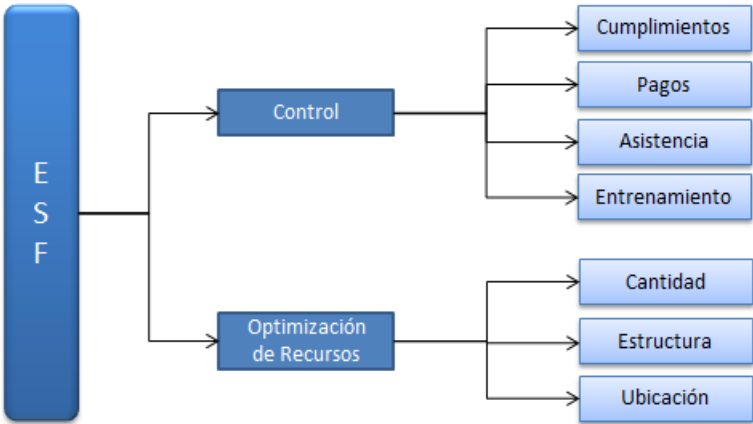 E
S
F
Control
Cumplimientos
Pagos
Asistencia
Entrenamiento
Optimización
de Recursos
Cantidad
Estructura
Ubicación